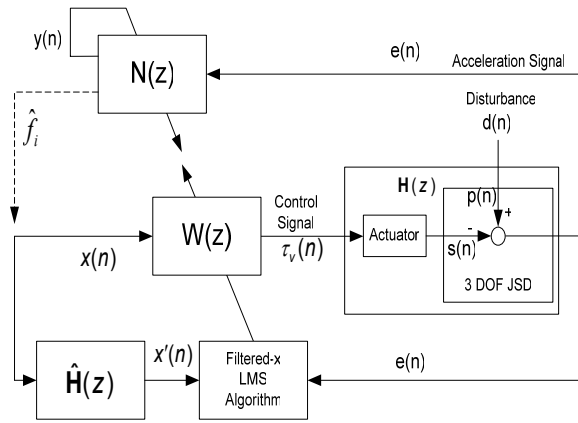 y(n)
N(z)
e(n)
Acceleration Signal
f̂ᵢ
Disturbance
d(n)
H(z)
p(n)
+
Control
Signal
W(z)
Actuator
-
x(n)
τᵥ(n)
s(n)
3 DOF JSD
x'(n)
Filtered-x
LMS
Algorithm
e(n)
Ĥ(z)